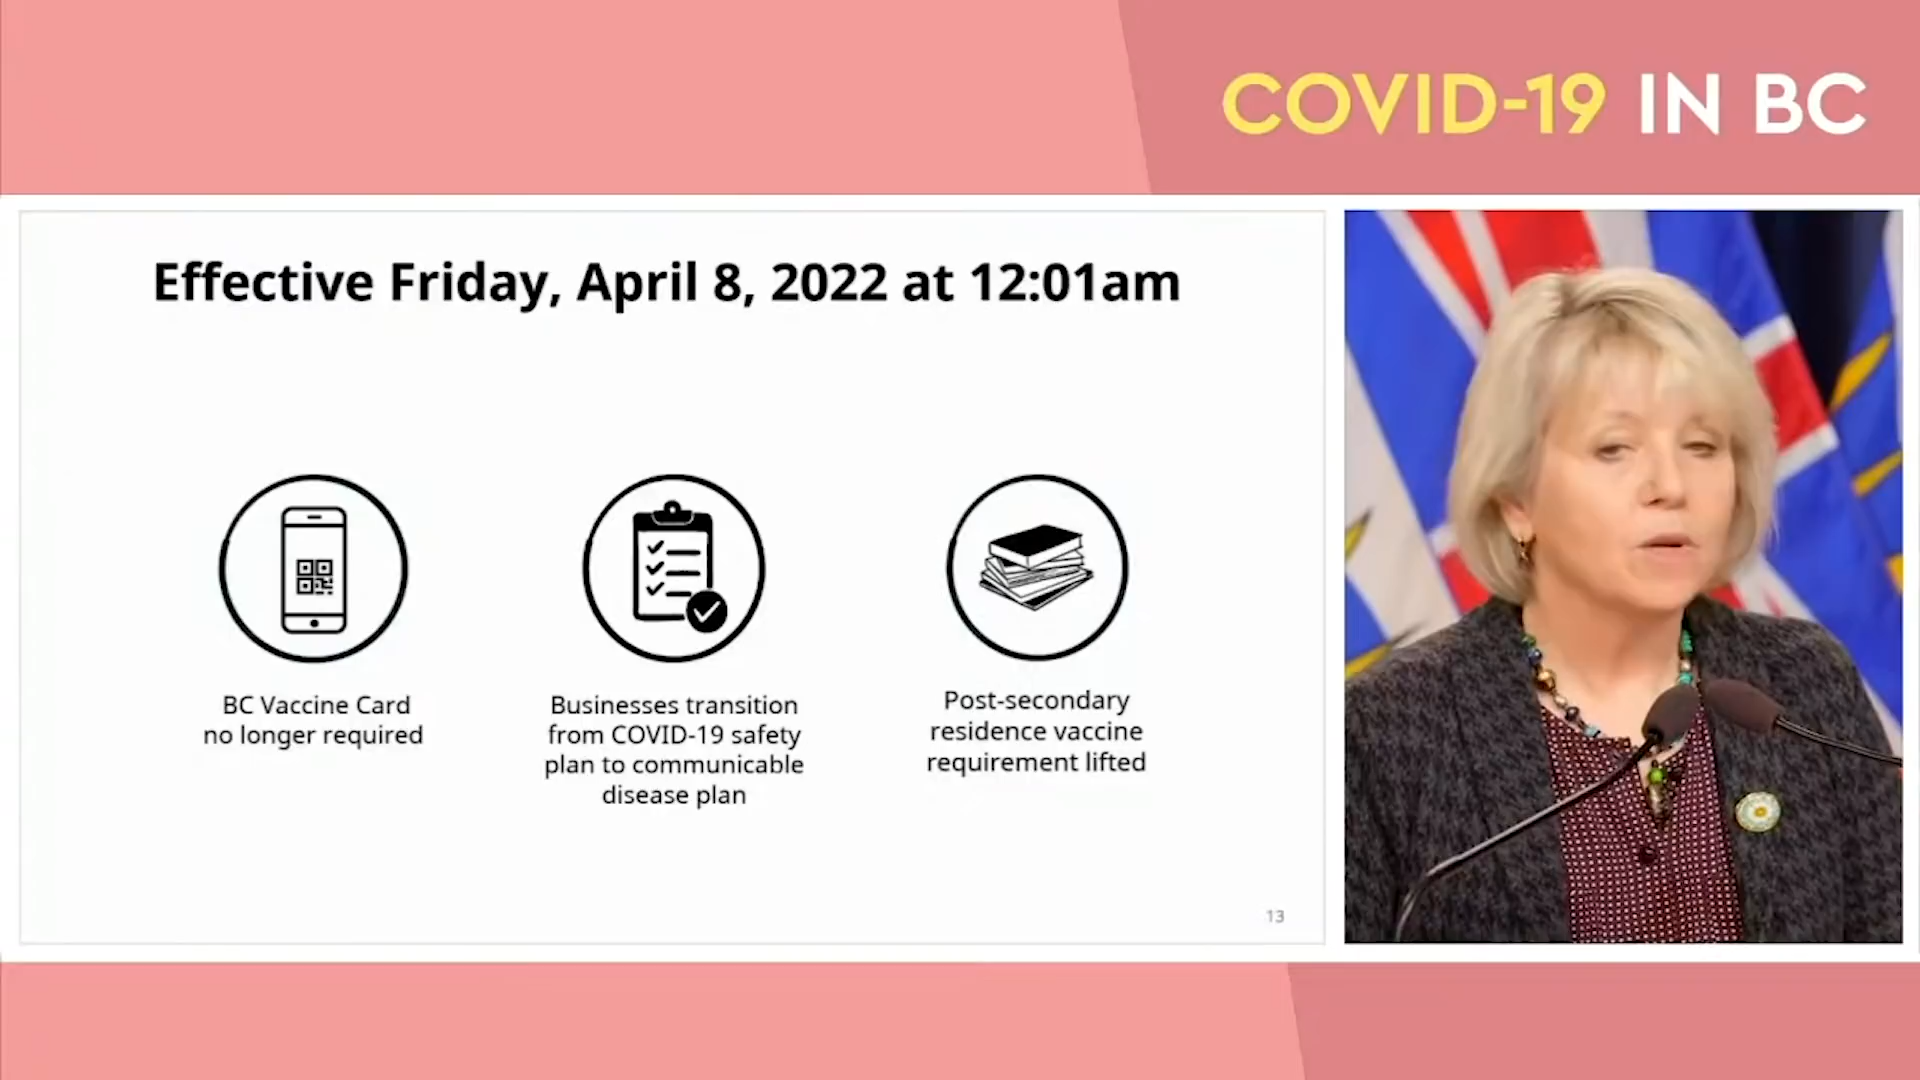 COVID-19 IN BC
Effective Friday, April 8, 2022 at 12:01am
BC Vaccine Card
no longer required
Businesses transition
from COVID-19 safety
plan to communicable
disease plan
Post-secondary
residence vaccine
requirement lifted
13